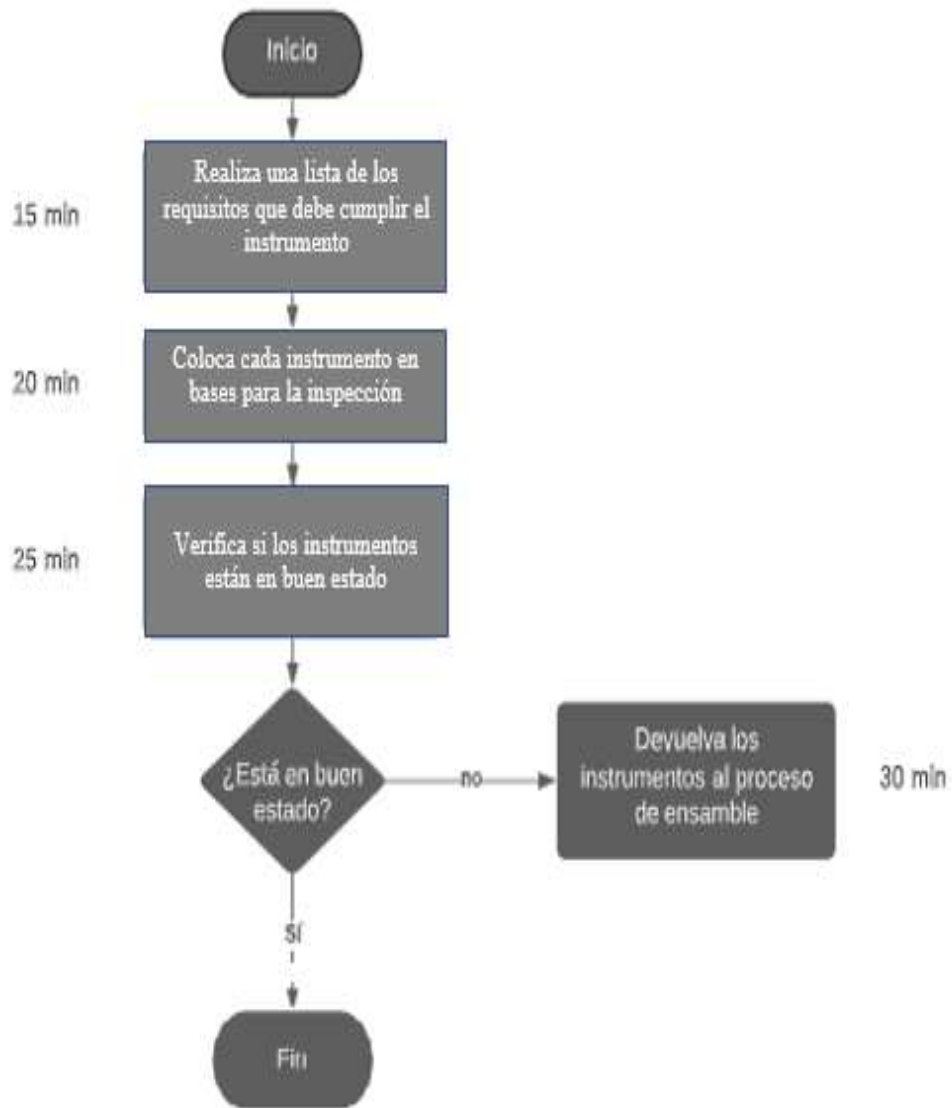 Inicio
Realiza una lista de los
requisitos que debe cumplir el
instrumento
15 min
Coloca cada instrumento en
bases para la inspección
20 min
Verifica si los instrumentos
están en buen estado
25 min
¿Está en buen
estado?
no
Devuelva los
instrumentos al proceso
de ensamble
30 min
sí
Fin